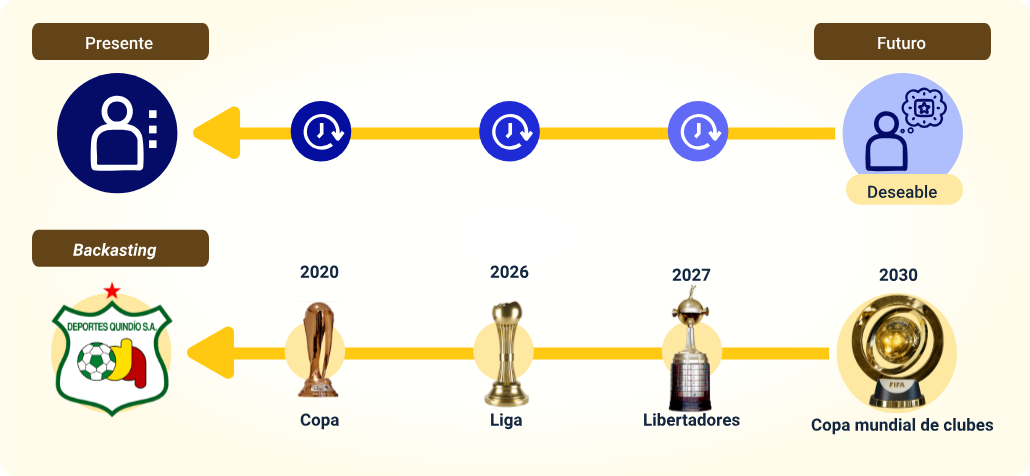 Presente
Futuro
Deseable
Backasting
2020
2026
2027
2030
DEPORTES QUINDÍO S.A.
FIFA
Copa
Liga
Libertadores
Copa mundial de clubes